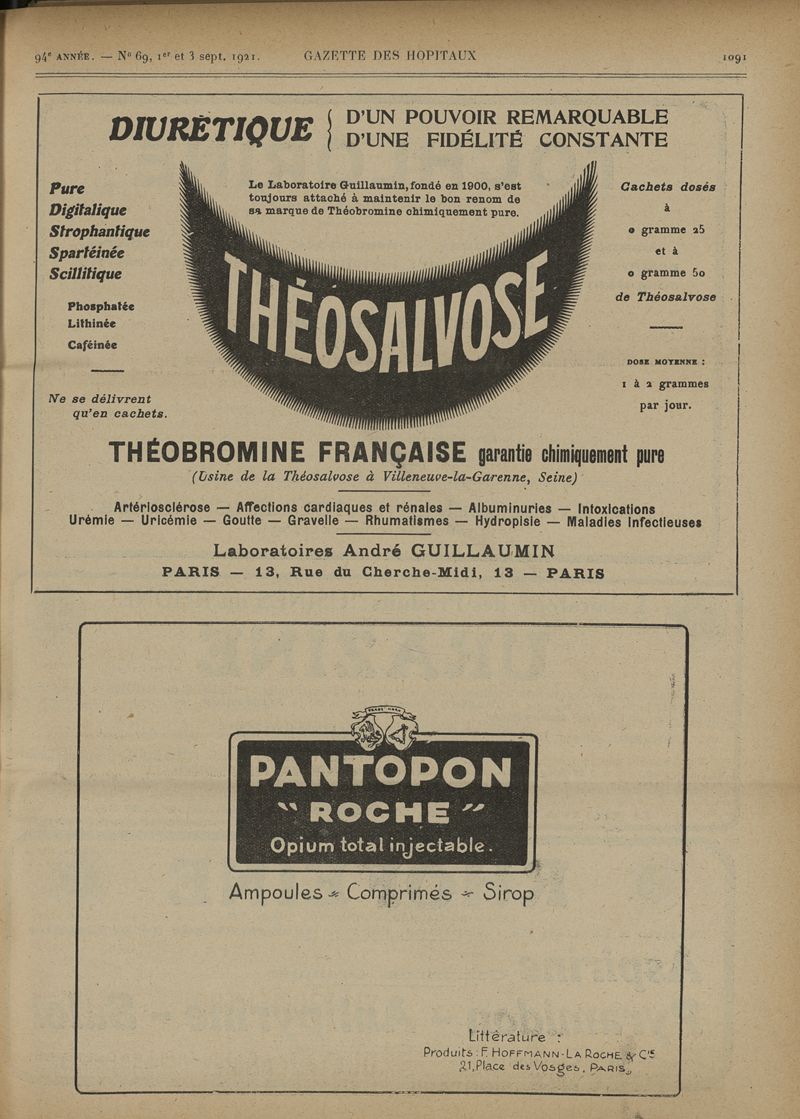 94e ANNÉE. — No 69, 1er et 3 sept. 1921. GAZETTE DES HOPITAUX 1091
DIURÉTIQUE { D'UN POUVOIR REMARQUABLE
D'UNE FIDÉLITÉ CONSTANTE
Pure
Digitalique
Strophantique
Spartéinée
Scillitique
Phosphatée
Lithinée
Caféinée
Ne se délivrent
qu'en cachets.
Le Laboratoire Guillaumin, fondé en 1900, s'est
toujours attaché à maintenir le bon renom de
sa marque de Théobromine chimiquement pure.
THÉOSALVOSE
Cachets dosés
à
0 gramme 25
et à
0 gramme 50
de Théosalvose
DOSE MOYENNE :
1 à 2 grammes
par jour.
THÉOBROMINE FRANÇAISE garantie chimiquement pure
(Usine de la Théosalvose à Villeneuve-la-Garenne, Seine)
Artériosclérose — Affections cardiaques et rénales — Albuminuries — Intoxications
Urémie — Uricémie — Goutte — Gravelle — Rhumatismes — Hydropisie — Maladies Infectieuses
Laboratoires André GUILLAUMIN
PARIS — 13, Rue du Cherche-Midi, 13 — PARIS
PANTOPON
"ROCHE"
Opium total injectable.
Ampoules - Comprimés - Sirop
Littérature :
Produits : F. HOFFMANN-LA ROCHE & Cie
21, Place des Vosges, PARIS